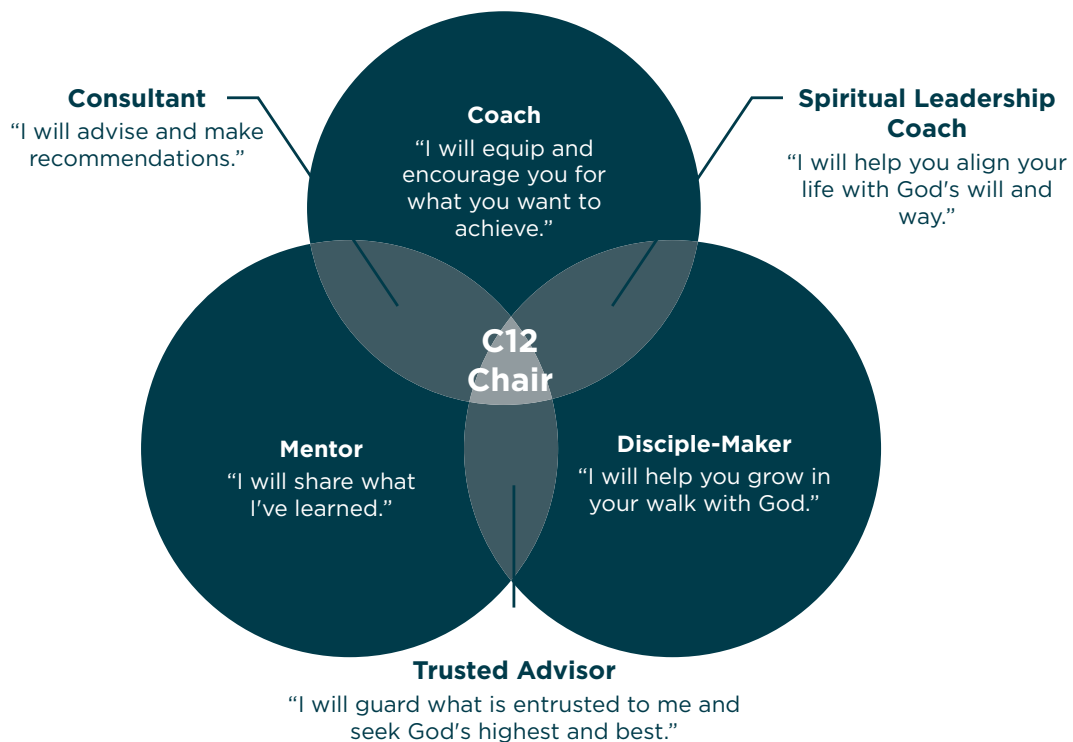 Consultant
“I will advise and make
recommendations.”
Coach
“I will equip and
encourage you for
what you want to
achieve.”
Spiritual Leadership
Coach
“I will help you align your
life with God's will and
way.”
C12
Chair
Mentor
“I will share what
I've learned.”
Disciple-Maker
“I will help you grow in
your walk with God.”
Trusted Advisor
“I will guard what is entrusted to me and
seek God's highest and best.”